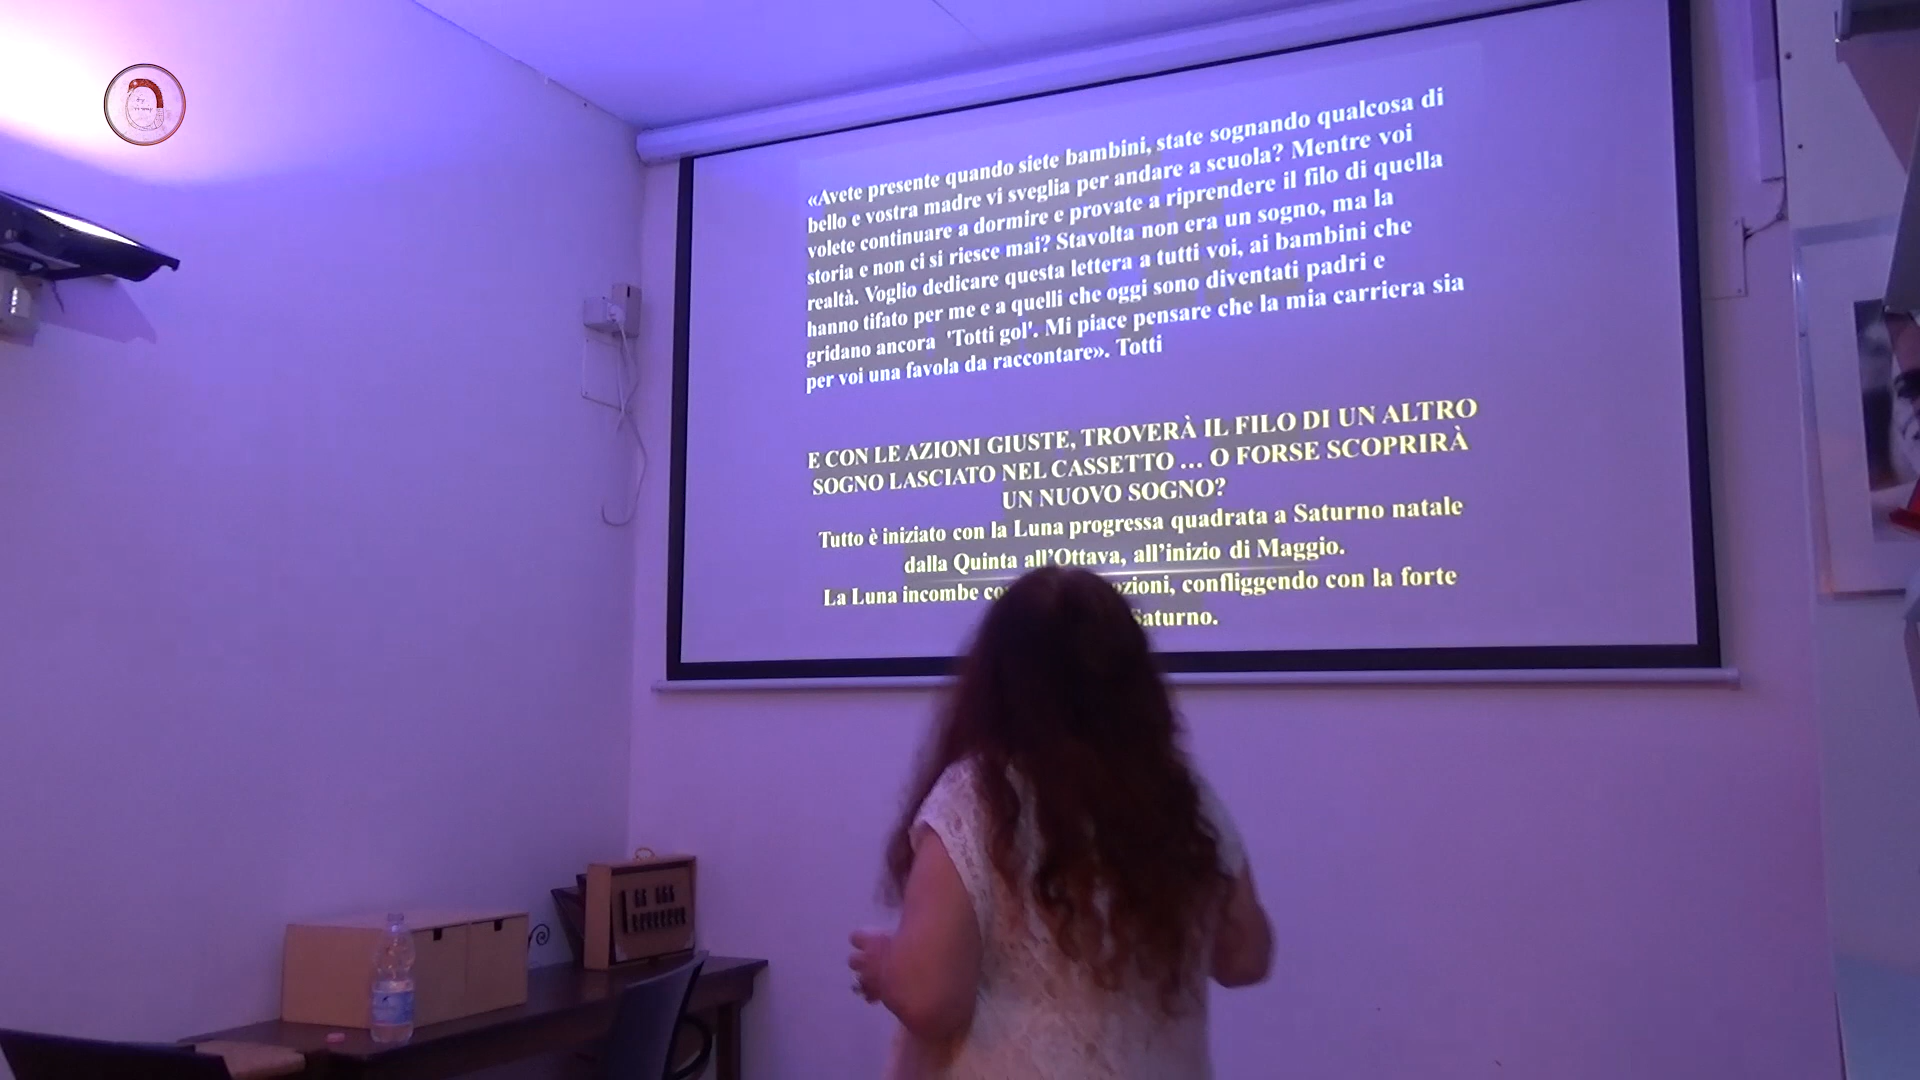 «Avete presente quando siete bambini, state sognando qualcosa di
bello e vostra madre vi sveglia per andare a scuola? Mentre voi
volete continuare a dormire e provate a riprendere il filo di quella
storia e non ci si riesce mai? Stavolta non era un sogno, ma la
realtà. Voglio dedicare questa lettera a tutti voi, ai bambini che
hanno tifato per me e a quelli che oggi sono diventati padri e
gridano ancora 'Totti gol'. Mi piace pensare che la mia carriera sia
per voi una favola da raccontare». Totti
E CON LE AZIONI GIUSTE, TROVERÀ IL FILO DI UN ALTRO
SOGNO LASCIATO NEL CASSETTO … O FORSE SCOPRIRÀ
UN NUOVO SOGNO?
Tutto è iniziato con la Luna progressa quadrata a Saturno natale
dalla Quinta all’Ottava, all’inizio di Maggio.
La Luna incombe confliggendo con la forte
Saturno.